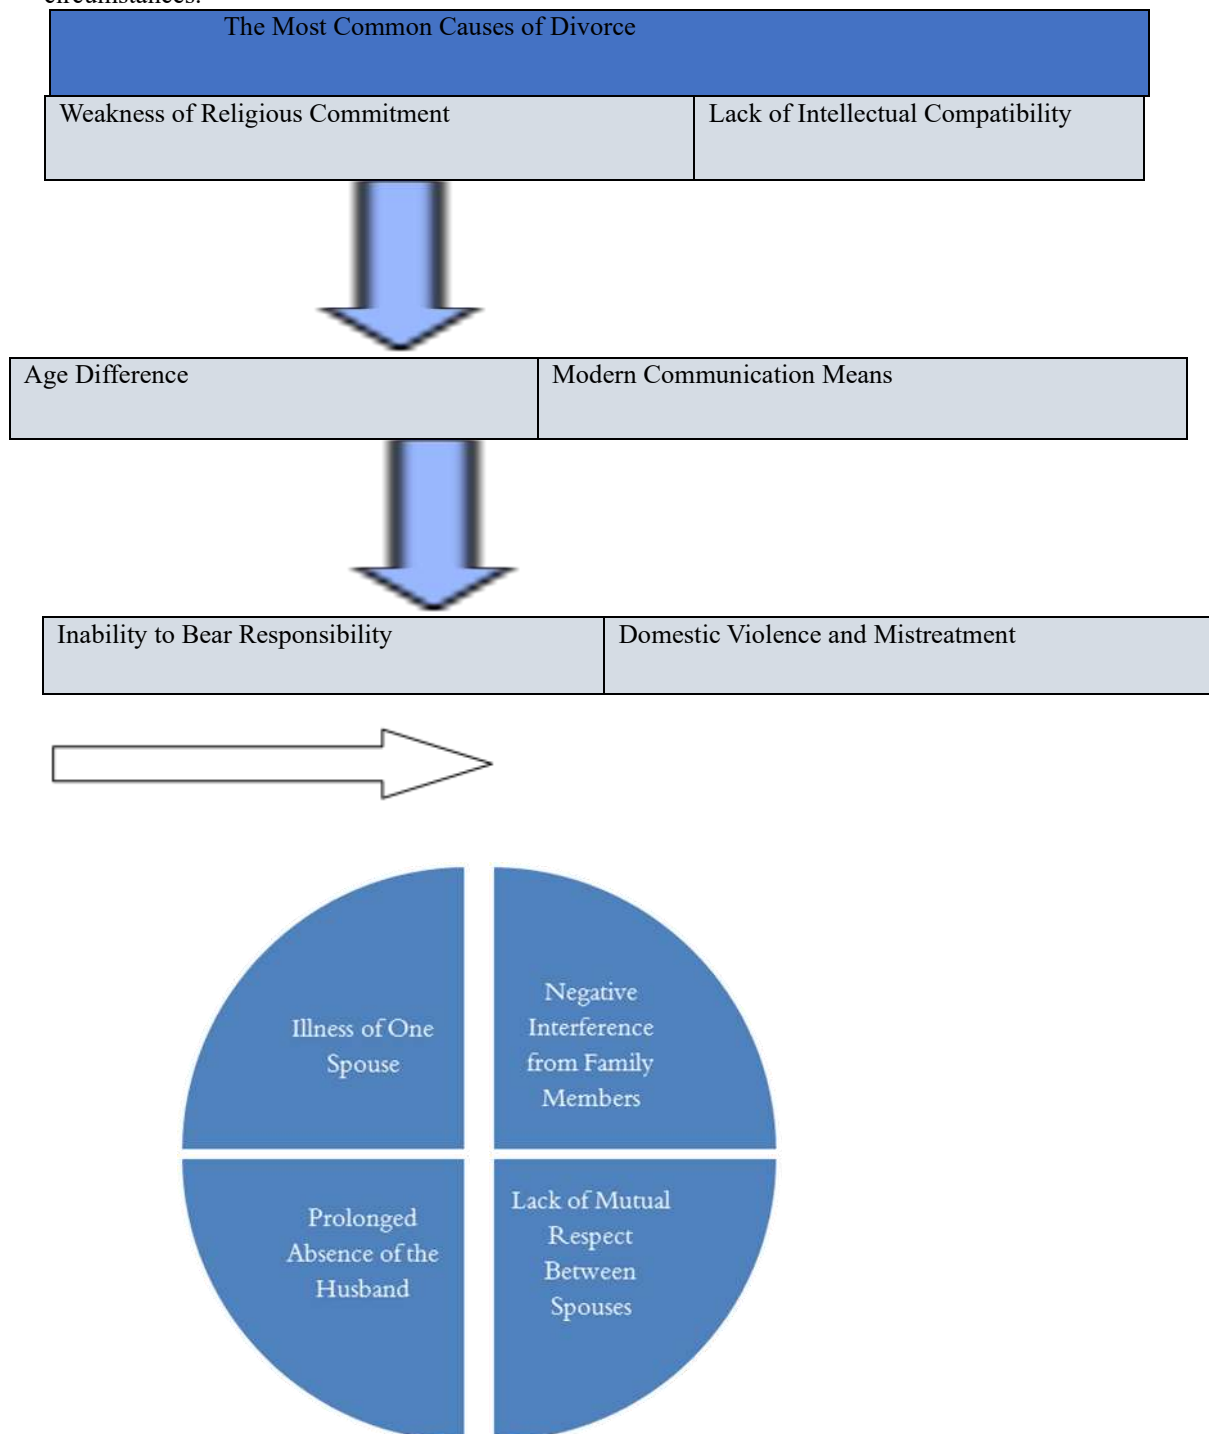 circumstances.
The Most Common Causes of Divorce
Weakness of Religious Commitment
Lack of Intellectual Compatibility
Age Difference
Modern Communication Means
Inability to Bear Responsibility
Domestic Violence and Mistreatment
Illness of One
Spouse
Negative
Interference
from Family
Members
Prolonged
Absence of the
Husband
Lack of Mutual
Respect
Between
Spouses